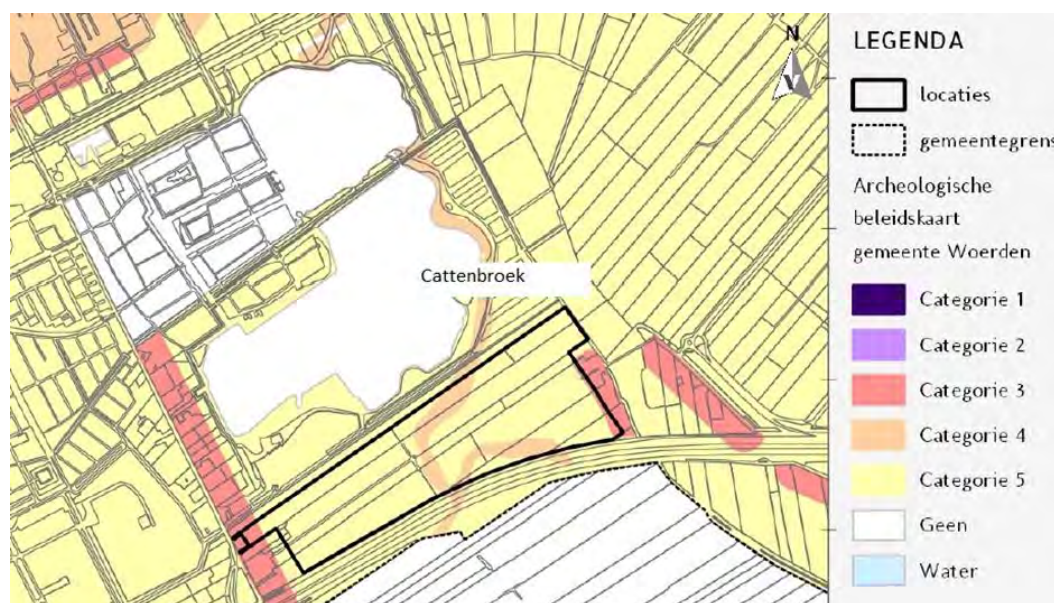 Cattenbroek
N
LEGENDA
locaties
gemeentegrens
Archeologische
beleidskaart
gemeente Woerden
Categorie 1
Categorie 2
Categorie 3
Categorie 4
Categorie 5
Geen
Water